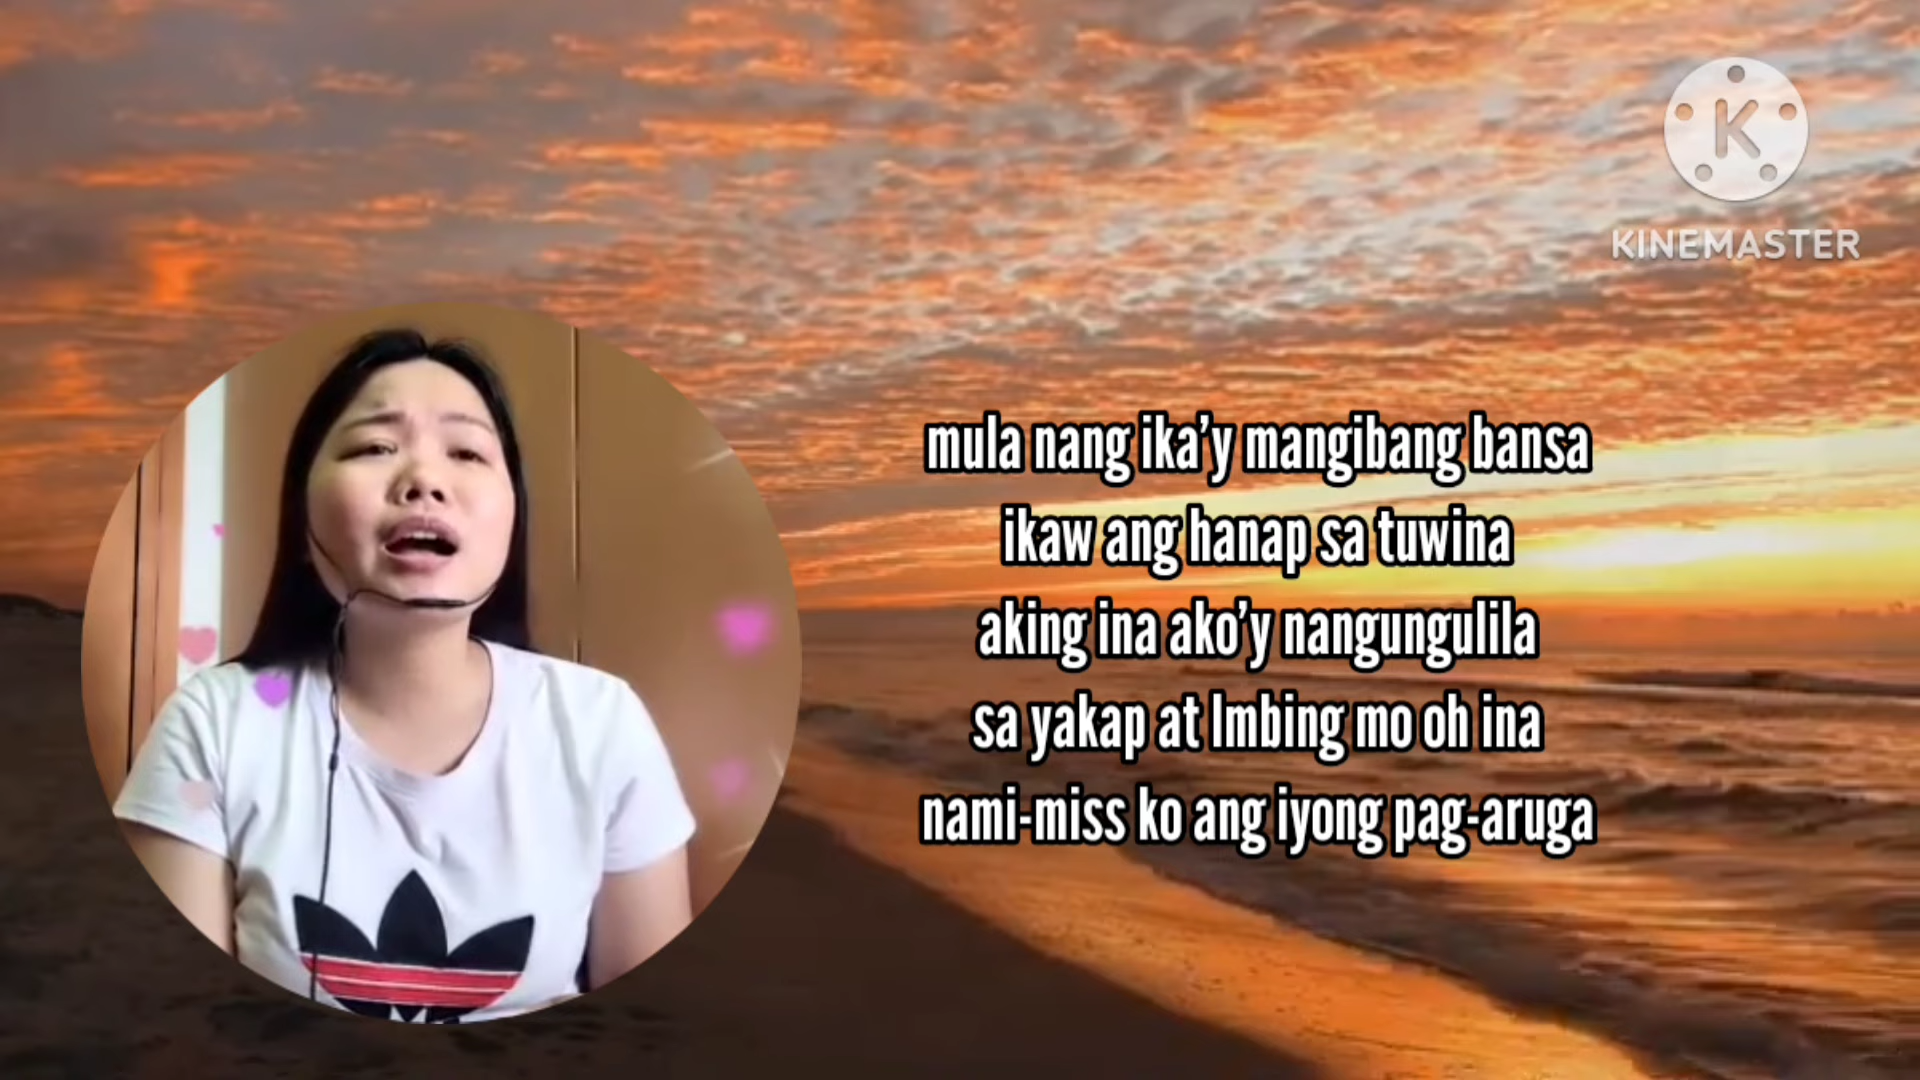 K
KINEMASTER
mula nang ika'y mangibang bansa
ikaw ang hanap sa tuwina
aking ina ako'y nangungulila
sa yakap at lmbing mo oh ina
nami-miss ko ang iyong pag-aruga